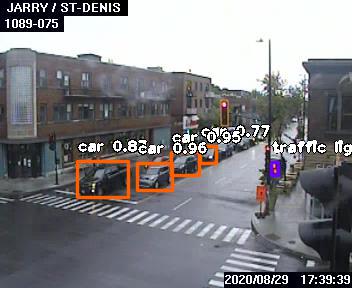 JARRY / ST-DENIS
1089-075
car 0.77
car 0.95
car 0.8
car 0.96
traffic lig
2020/08/29 17:39:39